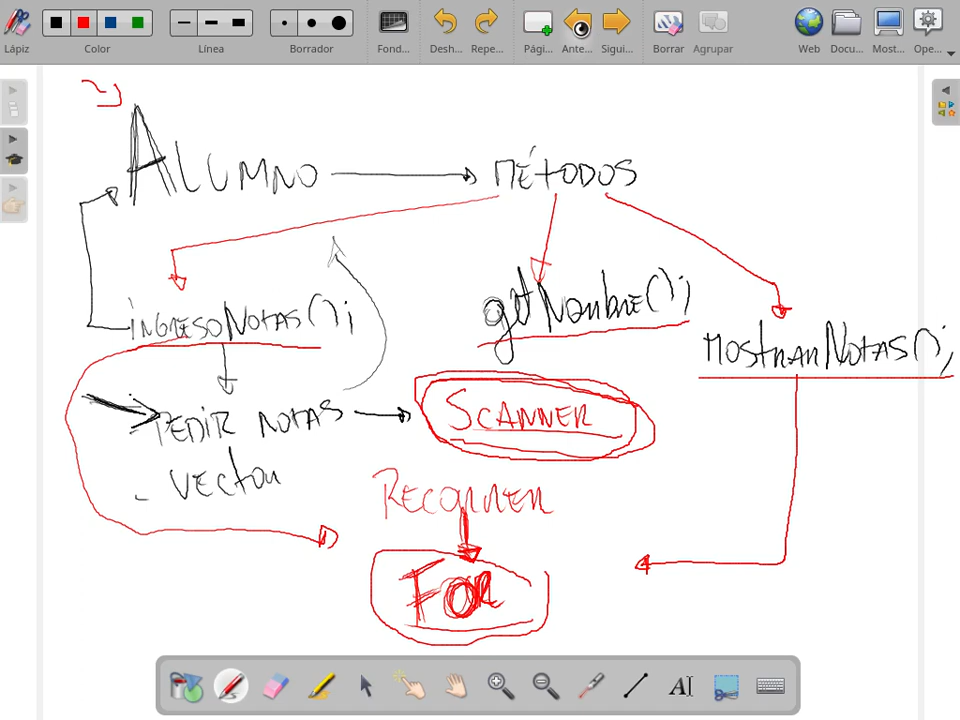 Lápiz
Color
Línea
Borrador
Fond...
Desh...
Repe...
Pági...
Ante...
Sigui...
Borrar
Agrupar
Web
Docu...
Most...
Ope...
ALUMNO
MÉTODOS
INGRESONOTAS();
getNombre();
MOSTRARNOTAS();
PEDIR NOTAS
SCANNER
- VECTOR
RECORRER
FOR